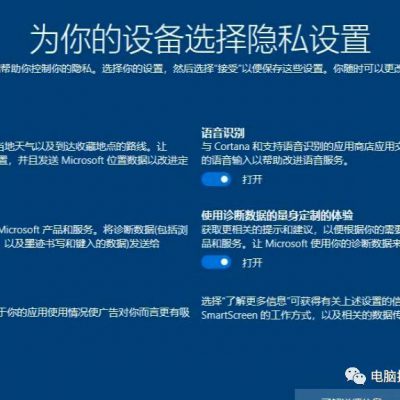 为你的设备选择隐私设置
帮助你控制你的隐私。选择你的设置，然后选择"接受"以便保存这些设置。你随时可以更改
当地天气以及到达收藏地点的路线。让
置，并且发送 Microsoft 位置数据以改进定
Microsoft 产品和服务。将诊断数据(包括浏
以及墨迹书写和键入的数据)发送给
于你的应用使用情况使广告对你而言更有吸
语音识别
与 Cortana 和支持语音识别的应用商店应用交
的语音输入以帮助改进语音服务。
打开
使用诊断数据的量身定制的体验
获取更相关的提示和建议，以便根据你的需要
品和服务。让 Microsoft 使用你的诊断数据来
打开
选择"了解更多信息"可获得有关上述设置的信
SmartScreen 的工作方式，以及相关的数据传
电脑